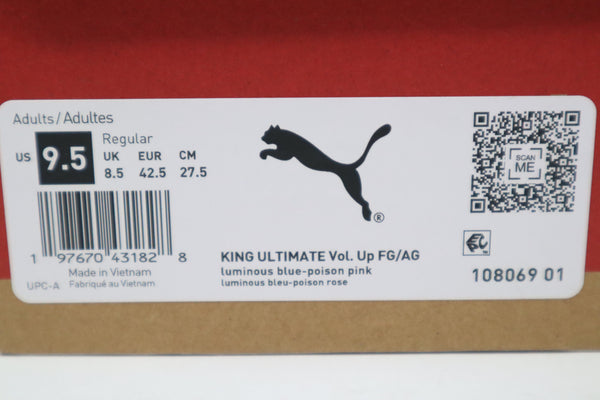 Adults/Adultes
Regular
US 9.5 UK EUR CM
8.5 42.5 27.5
SCAN
ME
®
1 97670 43182 8
Made in Vietnam
UPC-A Fabriqué au Vietnam
KING ULTIMATE Vol. Up FG/AG
luminous blue-poison pink
luminous bleu-poison rose
108069 01